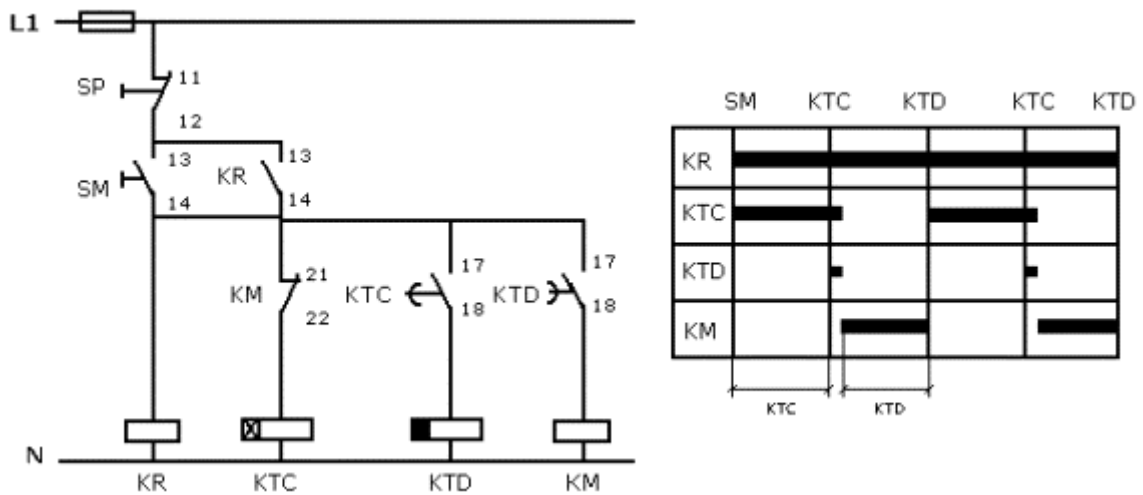 L1
SP
11
12
13
SM
14
KR
13
14
KM
21
22
KTC
17
18
KTD
17
18
N
KR KTC KTD KM
SM KTC KTD KTC KTD
KR
KTC
KTD
KM
KTC KTD